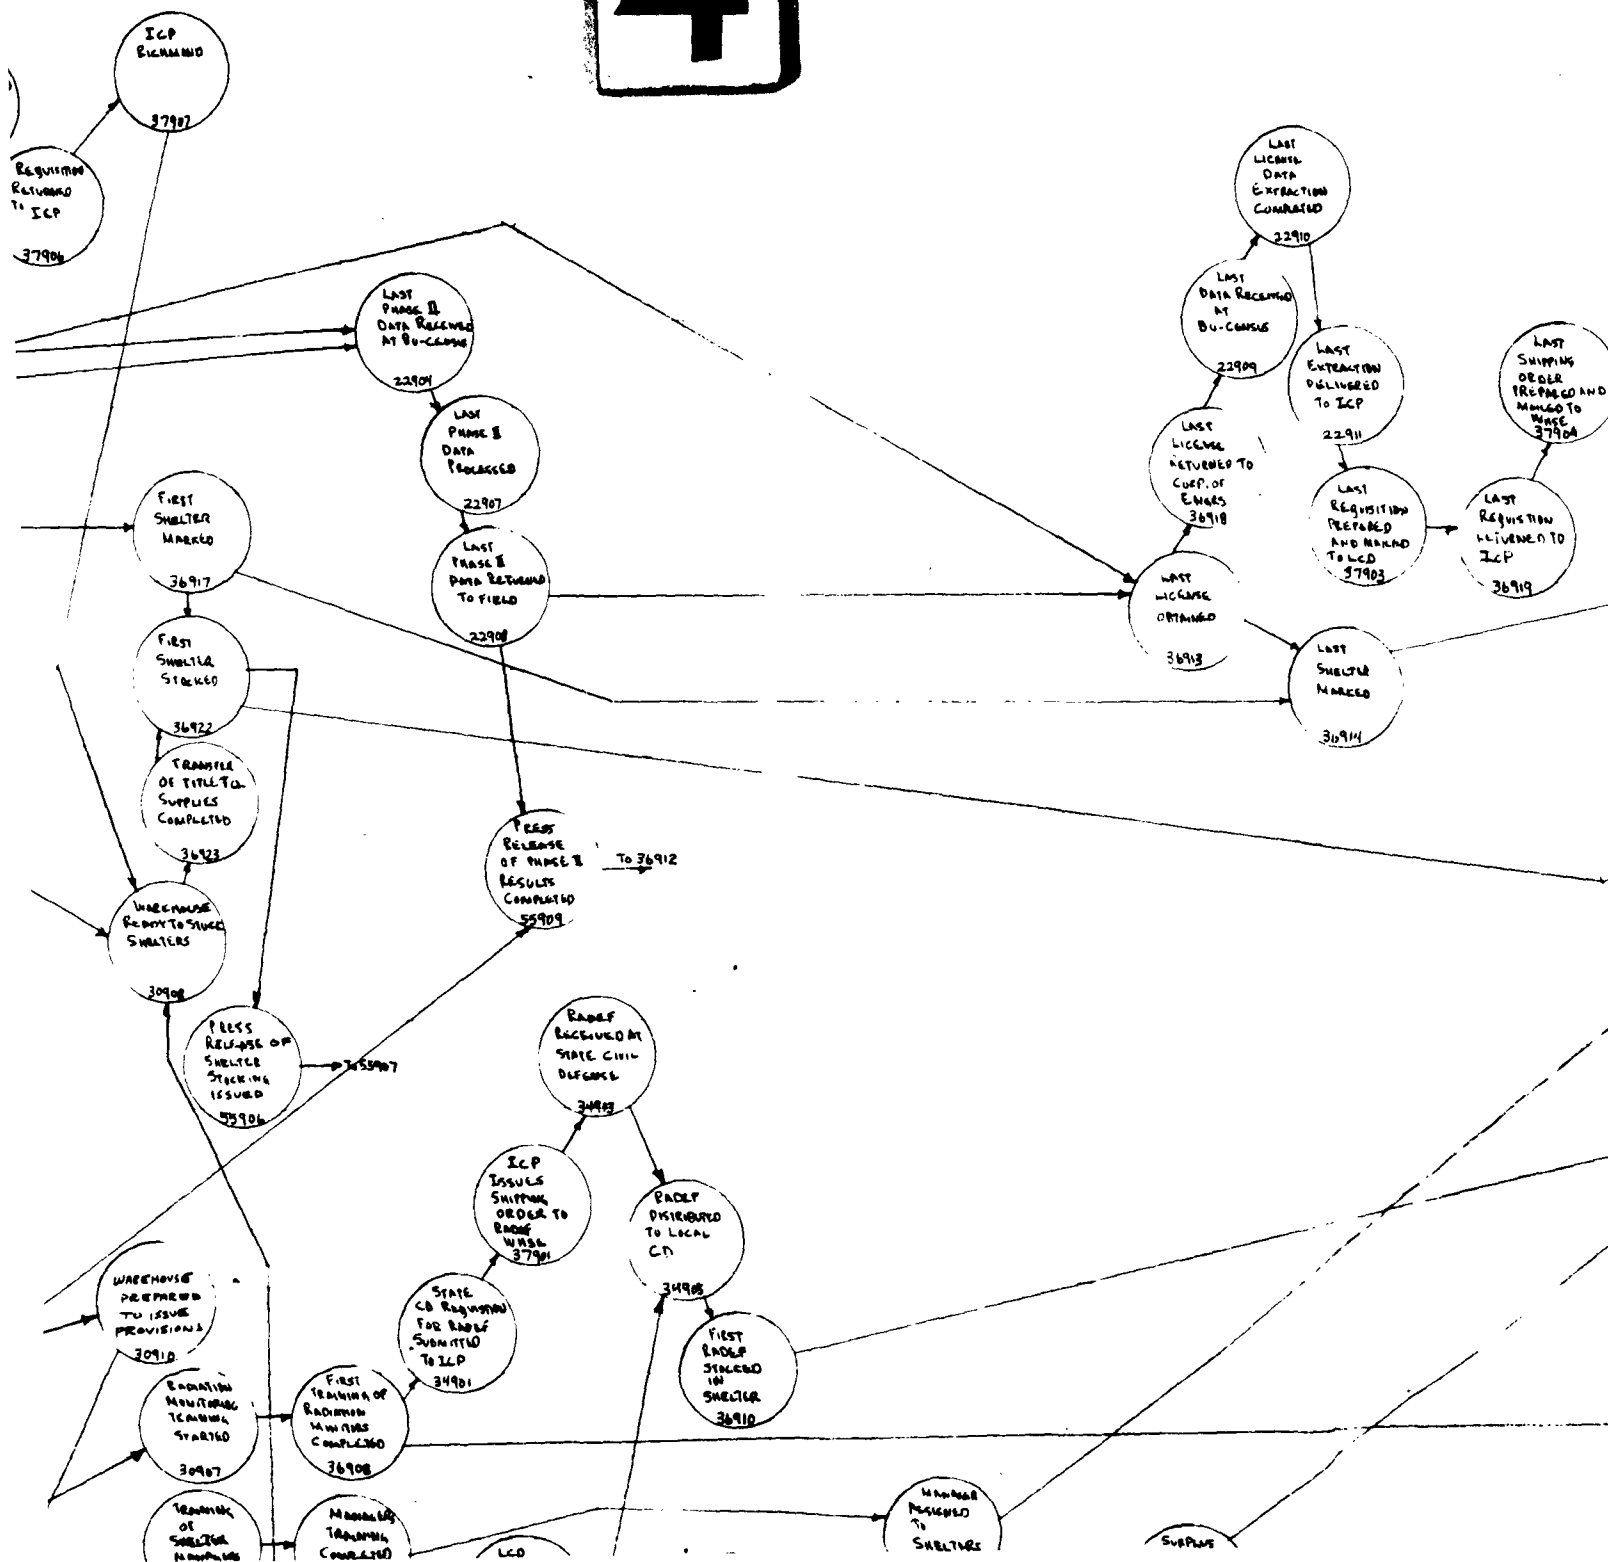 4
ICP
RICHMOND
37907
REQUISITION
RETURNED
TO ICP
37906
LAST
LICENSE
DATA
EXTRACTION
COMPLETED
22910
LAST
DATA RECEIVED
AT
BU-CENSUS
22909
LAST
PHASE II
DATA RECEIVED
AT BU-CENSUS
22904
LAST
EXTRACTION
DELIVERED
TO ICP
22911
LAST
SHIPPING
ORDER
PREPARED AND
MAILED TO
WHSE
37904
LAST
PHASE II
DATA
PROCESSED
22907
LAST
LICENSE
RETURNED TO
CORP. OF
ENGRS
36918
FIRST
SHELTER
MARKED
36917
LAST
REQUISITION
PREPARED
AND MAILED
TO LCD
37903
LAST
REQUISTION
RETURNED TO
ICP
36919
LAST
PHASE II
DATA RETURNED
TO FIELD
22908
LAST
LICENSE
OBTAINED
36913
FIRST
SHELTER
STOCKED
36922
LAST
SHELTER
MARKED
36914
TRANSFER
OF TITLE TO
SUPPLIES
COMPLETED
36923
PRESS
RELEASE
OF PHASE II
RESULTS
COMPLETED
55909
TO 36912
WAREHOUSE
READY TO STOCK
SHELTERS
30908
PRESS
RELEASE OF
SHELTER
STOCKING
ISSUED
55906
TO 55907
RADEF
RECEIVED AT
STATE CIVIL
DEFENSE
34903
ICP
ISSUES
SHIPPING
ORDER TO
RADEF
WHSE
37901
RADEF
DISTRIBUTED
TO LOCAL
CD
34905
WAREHOUSE
PREPARED
TO ISSUE
PROVISIONS
30910
STATE
CD REQUISTION
FOR RADEF
SUBMITTED
TO ICP
34901
FIRST
RADEF
STOCKED
IN
SHELTER
36910
RADIATION
MONITORING
TRAINING
STARTED
30907
FIRST
TRAINING OF
RADIATION
MONITORS
COMPLETED
36908
TRAINING
OF
SHELTER
MANAGERS
MANAGERS
TRAINING
COMPLETED
LCD
MANAGER
ASSIGNED
TO
SHELTERS
SURPLUS